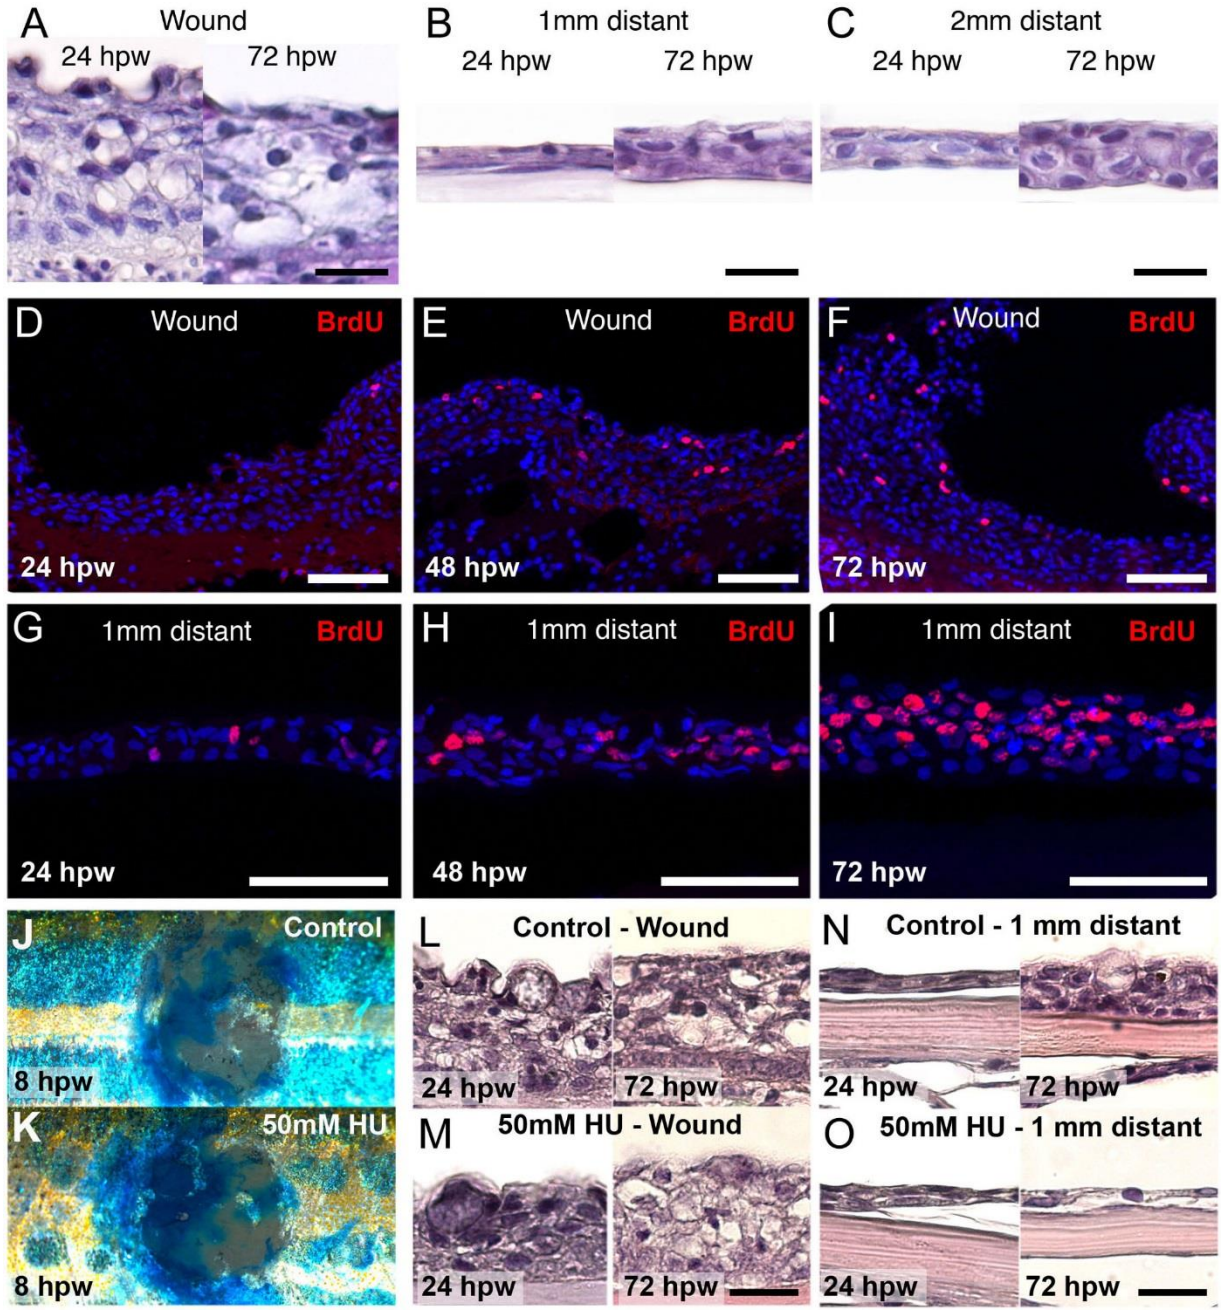 A Wound
24 hpw 72 hpw
B 1mm distant
24 hpw 72 hpw
C 2mm distant
24 hpw 72 hpw
D Wound BrdU
24 hpw
E Wound BrdU
48 hpw
F Wound BrdU
72 hpw
G 1mm distant BrdU
24 hpw
H 1mm distant BrdU
48 hpw
I 1mm distant BrdU
72 hpw
J Control
8 hpw
K 50mM HU
8 hpw
L Control - Wound
24 hpw 72 hpw
M 50mM HU - Wound
24 hpw 72 hpw
N Control - 1 mm distant
24 hpw 72 hpw
O 50mM HU - 1 mm distant
24 hpw 72 hpw